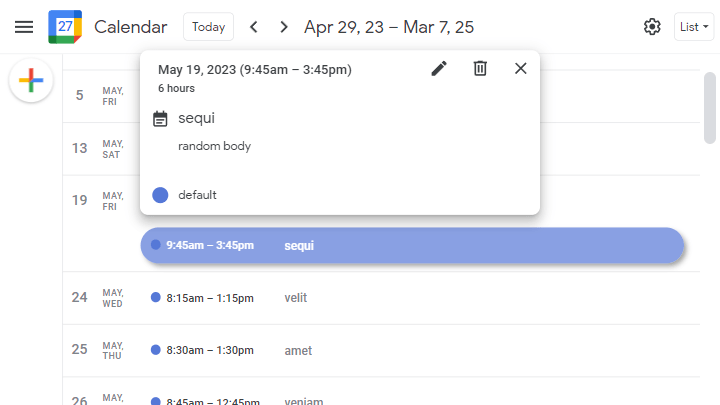 27 Calendar Today Apr 29, 23 – Mar 7, 25 List
May 19, 2023 (9:45am – 3:45pm)
6 hours
sequi
random body
default
5 MAY, FRI
13 MAY, SAT
19 MAY, FRI
9:45am – 3:45pm sequi
24 MAY, WED
8:15am – 1:15pm velit
25 MAY, THU
8:30am – 1:30pm amet
26 MAY,
8:45am – 12:45pm veniam